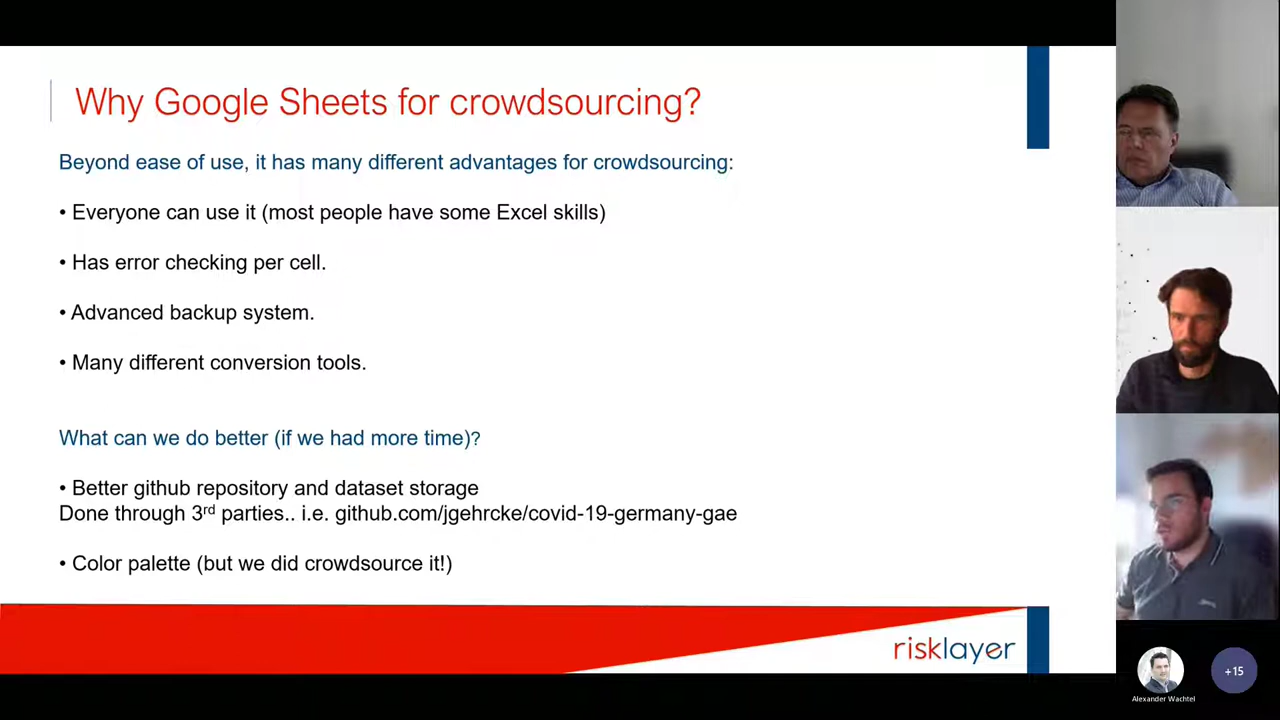 Why Google Sheets for crowdsourcing?
Beyond ease of use, it has many different advantages for crowdsourcing:
• Everyone can use it (most people have some Excel skills)
• Has error checking per cell.
• Advanced backup system.
• Many different conversion tools.
What can we do better (if we had more time)?
• Better github repository and dataset storage
Done through 3rd parties.. i.e. github.com/jgehrcke/covid-19-germany-gae
• Color palette (but we did crowdsource it!)
risklayer
+15
Alexander Wachtel